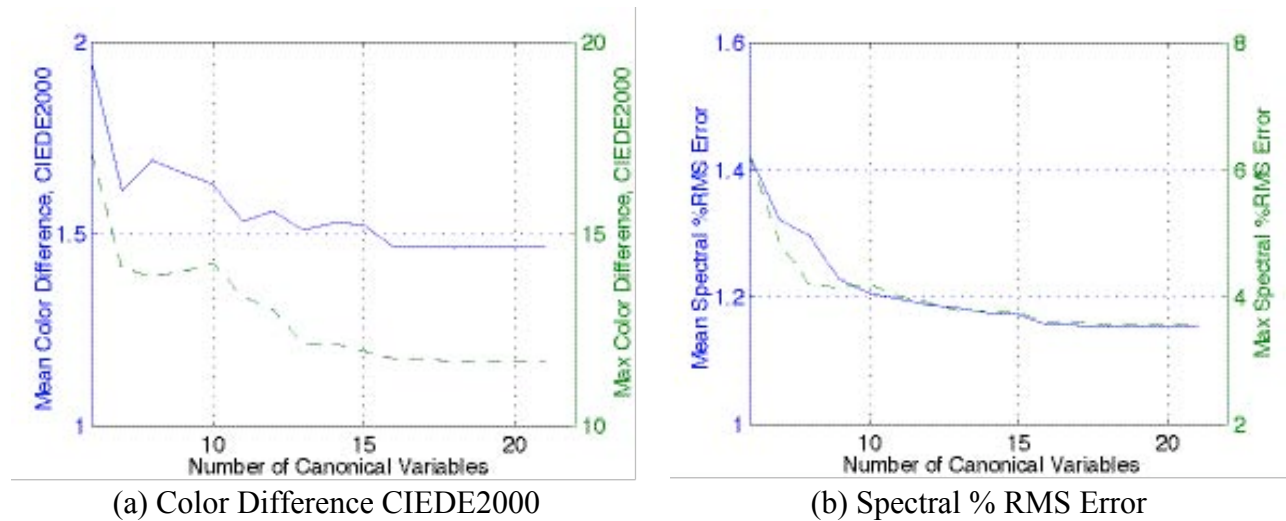 2
1.5
1
Mean Color Difference, CIEDE2000
20
15
10
Max Color Difference, CIEDE2000
10
15
20
Number of Canonical Variables
(a) Color Difference CIEDE2000
1.6
1.4
1.2
1
Mean Spectral %RMS Error
8
6
4
2
Max Spectral %RMS Error
10
15
20
Number of Canonical Variables
(b) Spectral % RMS Error